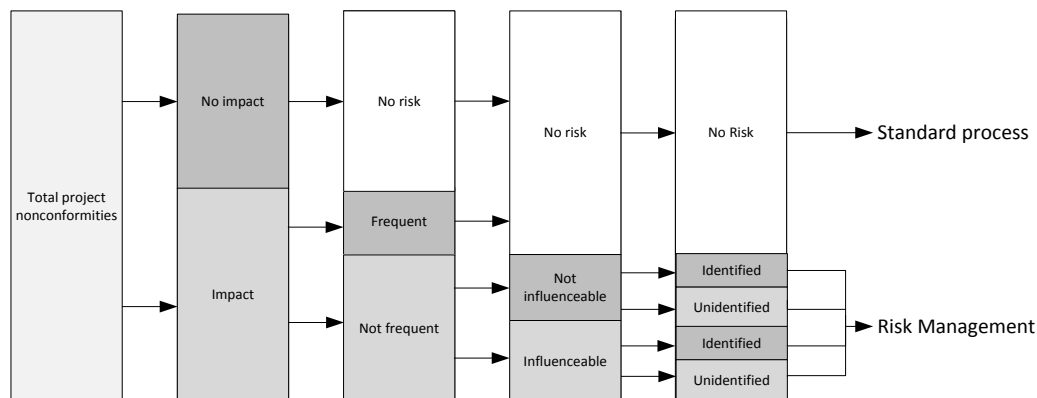 Total project
nonconformities
No impact
Impact
No risk
Frequent
Not frequent
No risk
Not
influenceable
Influenceable
No Risk
Identified
Unidentified
Identified
Unidentified
Standard process
Risk Management